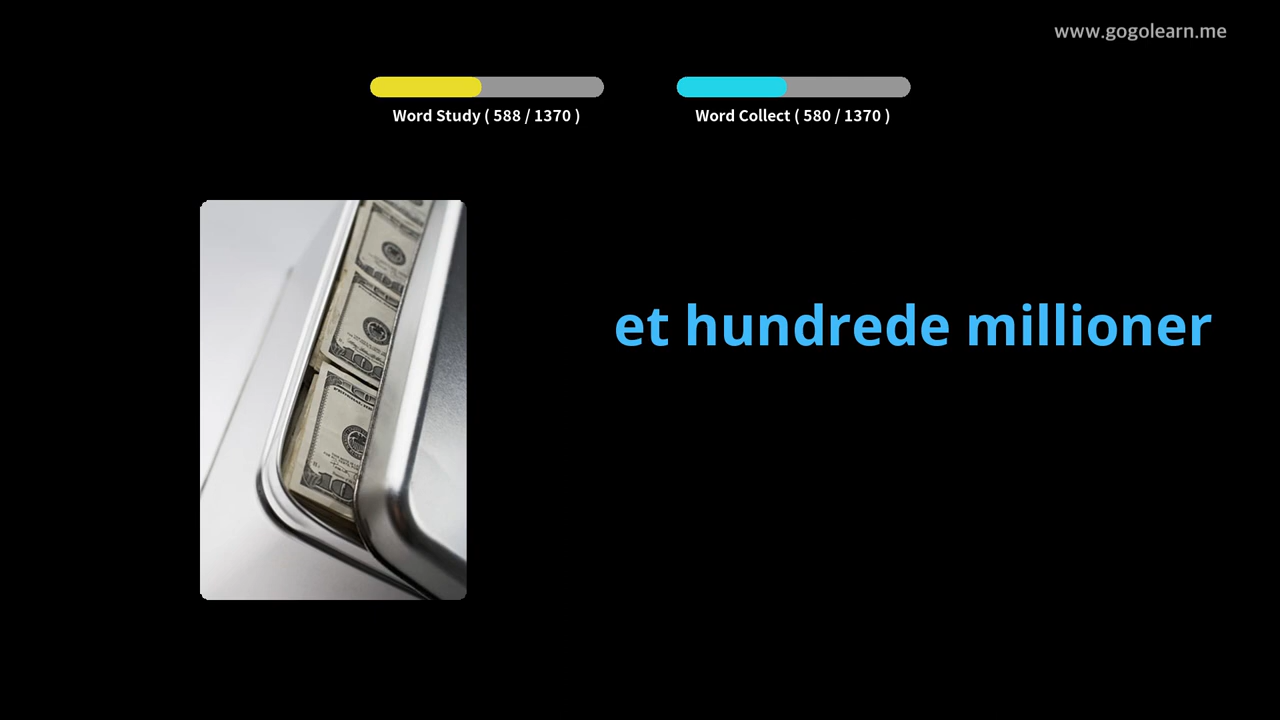 www.gogolearn.me
Word Study ( 588 / 1370 )
Word Collect ( 580 / 1370 )
et hundrede millioner